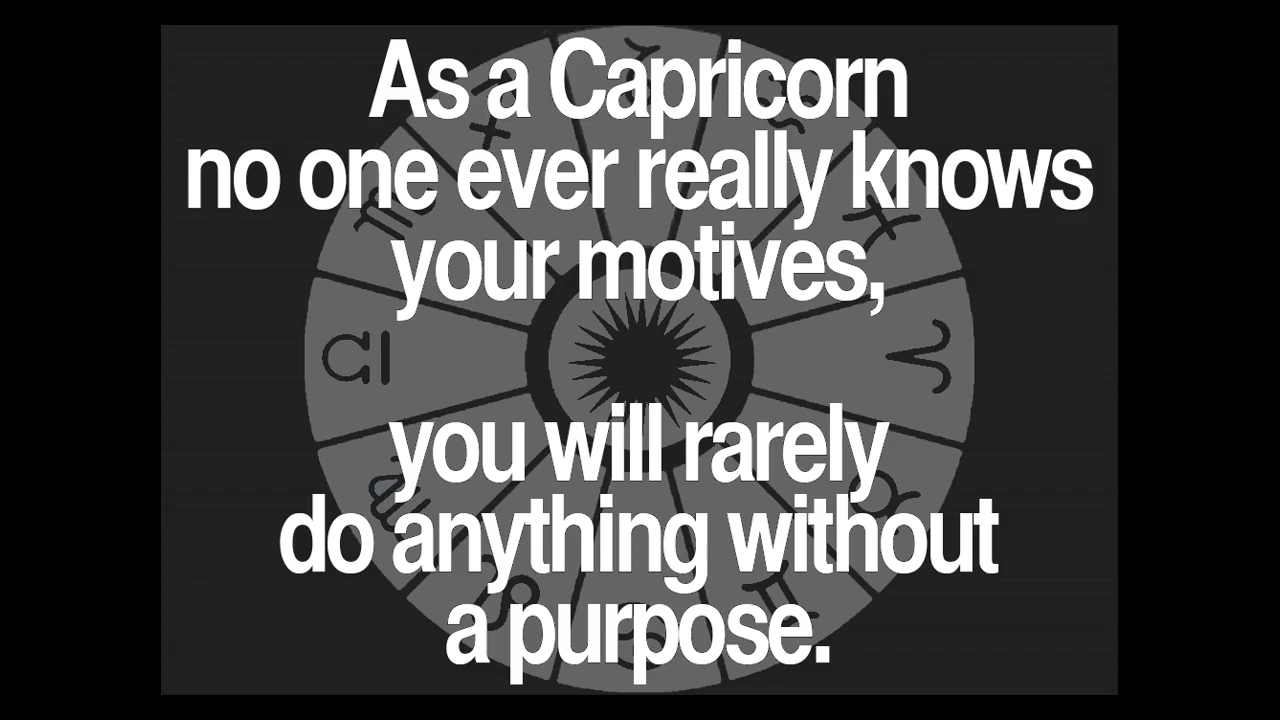 As a Capricorn
no one ever really knows
your motives,
you will rarely
do anything without
a purpose.